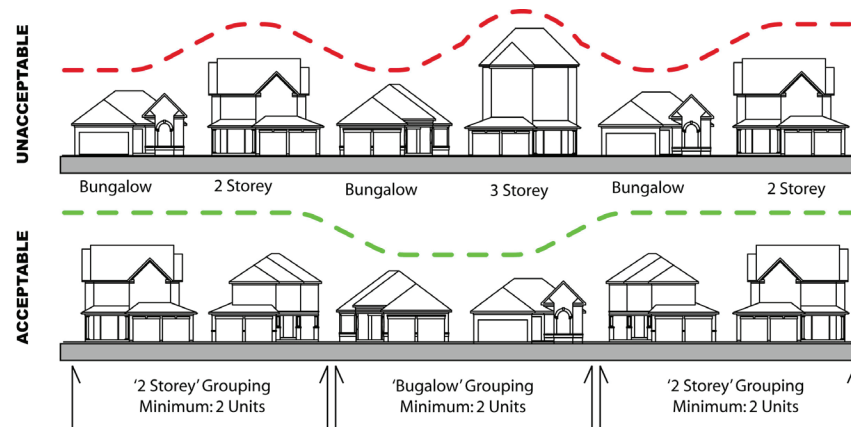 UNACCEPTABLE
Bungalow
2 Storey
Bungalow
3 Storey
Bungalow
2 Storey
ACCEPTABLE
'2 Storey' Grouping
Minimum: 2 Units
'Bugalow' Grouping
Minimum: 2 Units
'2 Storey' Grouping
Minimum: 2 Units